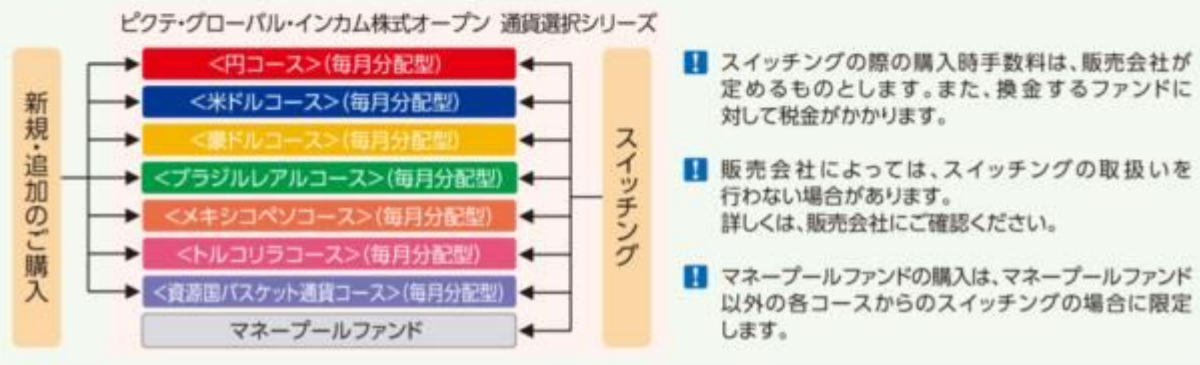 ピクテ・グローバル・インカム株式オープン 通貨選択シリーズ
新規・追加のご購入
<円コース>(毎月分配型)
<米ドルコース>(毎月分配型)
<豪ドルコース>(毎月分配型)
<ブラジルレアルコース>(毎月分配型)
<メキシコペソコース>(毎月分配型)
<トルコリラコース>(毎月分配型)
<資源国バスケット通貨コース>(毎月分配型)
マネープールファンド
スイッチング
! スイッチングの際の購入時手数料は、販売会社が
定めるものとします。また、換金するファンドに
対して税金がかかります。
! 販売会社によっては、スイッチングの取扱いを
行わない場合があります。
詳しくは、販売会社にご確認ください。
! マネープールファンドの購入は、マネープールファンド
以外の各コースからのスイッチングの場合に限定
します。